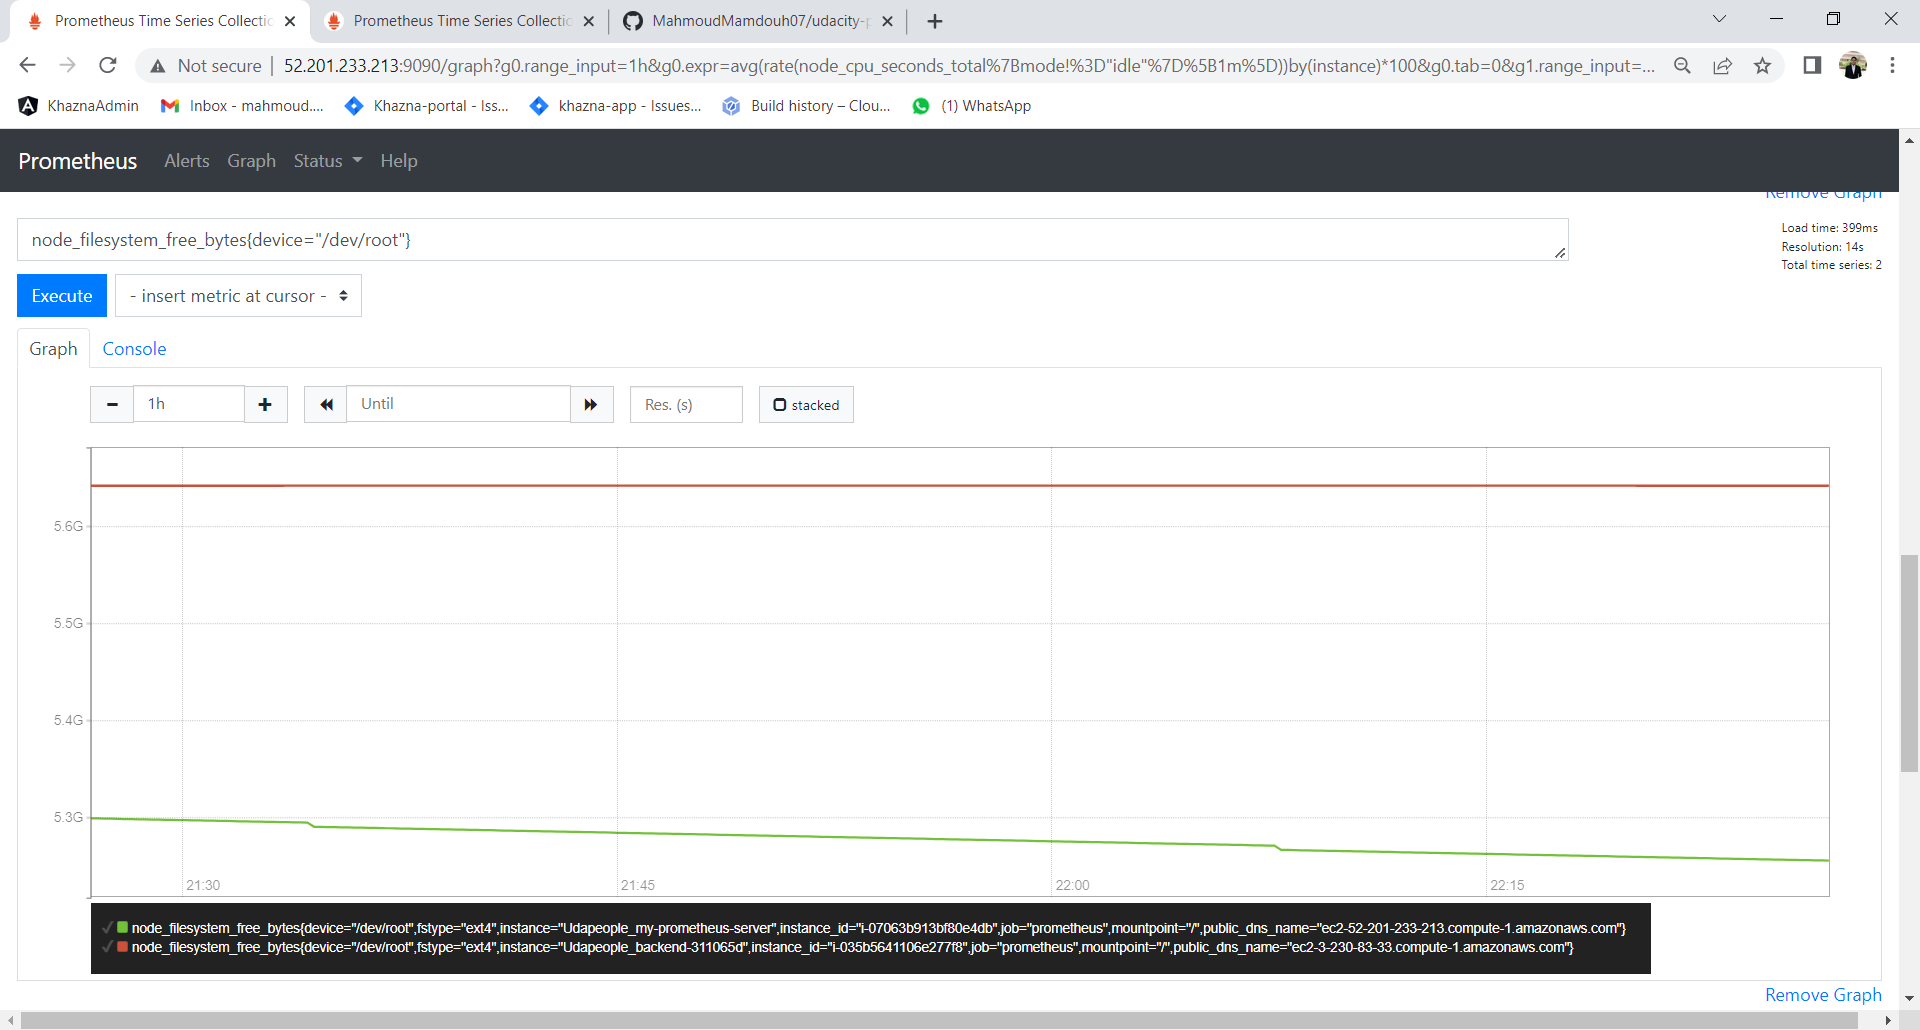 Prometheus Time Series Collectic
Prometheus Time Series Collectic
MahmoudMamdouh07/udacity-p
Not secure
52.201.233.213:9090/graph?g0.range_input=1h&g0.expr=avg(rate(node_cpu_seconds_total%7Bmode!%3D"idle"%7D%5B1m%5D))by(instance)*100&g0.tab=0&g1.range_input=...
KhaznaAdmin
Inbox - mahmoud....
Khazna-portal - Iss...
khazna-app - Issues...
Build history – Clou...
(1) WhatsApp
Prometheus
Alerts
Graph
Status
Help
Remove Graph
node_filesystem_free_bytes{device="/dev/root"}
Load time: 399ms
Resolution: 14s
Total time series: 2
Execute
- insert metric at cursor -
Graph
Console
1h
Until
Res. (s)
stacked
5.6G
5.5G
5.4G
5.3G
21:30
21:45
22:00
22:15
node_filesystem_free_bytes{device="/dev/root",fstype="ext4",instance="Udapeople_my-prometheus-server",instance_id="i-07063b913bf80e4db",job="prometheus",mountpoint="/",public_dns_name="ec2-52-201-233-213.compute-1.amazonaws.com"}
node_filesystem_free_bytes{device="/dev/root",fstype="ext4",instance="Udapeople_backend-311065d",instance_id="i-035b5641106e277f8",job="prometheus",mountpoint="/",public_dns_name="ec2-3-230-83-33.compute-1.amazonaws.com"}
Remove Graph